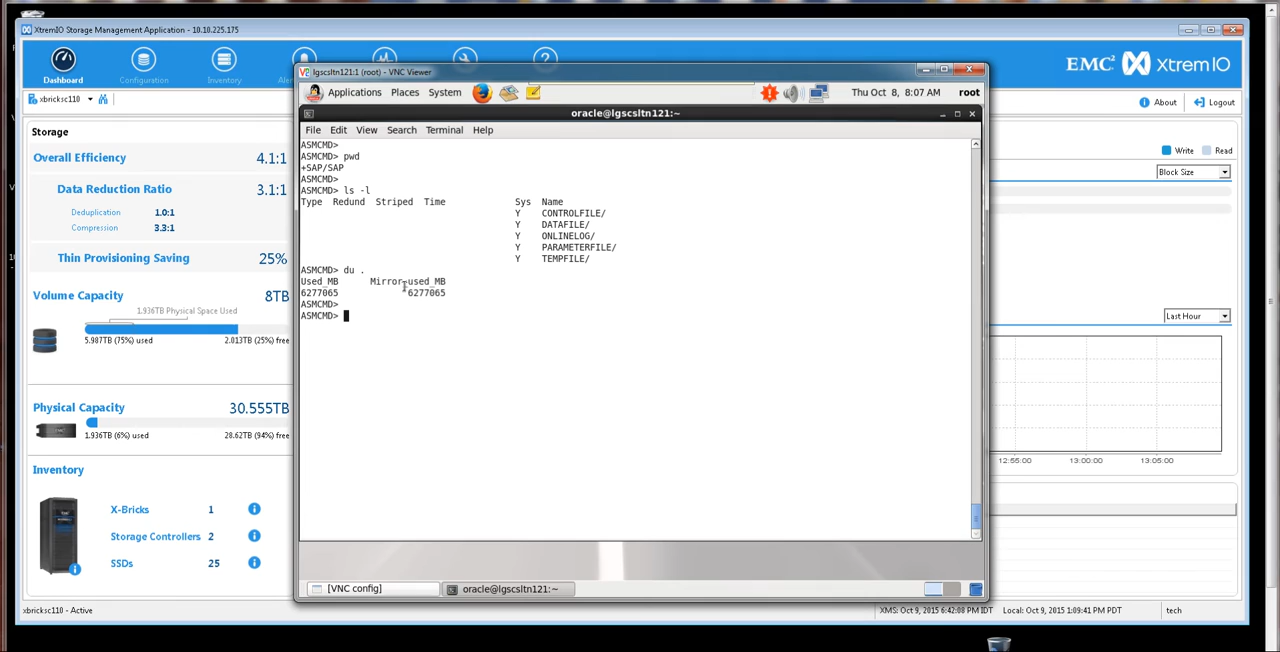 XtremIO Storage Management Application - 10.10.225.175
Dashboard
Configuration
Inventory
EMC² XtremIO
xbricksc110
About
Logout
Storage
Overall Efficiency 4.1:1
Data Reduction Ratio 3.1:1
Deduplication 1.0:1
Compression 3.3:1
Thin Provisioning Saving 25%
Volume Capacity 8TB
1.936TB Physical Space Used
5.987TB (75%) used 2.013TB (25%) free
Physical Capacity 30.555TB
1.936TB (6%) used 28.62TB (94%) free
Inventory
X-Bricks 1
Storage Controllers 2
SSDs 25
lgscsltn121:1 (root) - VNC Viewer
Applications Places System
Thu Oct 8, 8:07 AM root
oracle@lgscsltn121:~
File Edit View Search Terminal Help
ASMCMD>
ASMCMD> pwd
+SAP/SAP
ASMCMD>
ASMCMD> ls -l
Type Redund Striped Time Sys Name
Y CONTROLFILE/
Y DATAFILE/
Y ONLINELOG/
Y PARAMETERFILE/
Y TEMPFILE/
ASMCMD> du .
Used_MB Mirror_used_MB
6277065 6277065
ASMCMD>
ASMCMD>
[VNC config]
oracle@lgscsltn121:~
Write Read
Block Size
Last Hour
12:55:00 13:00:00 13:05:00
xbricksc110 - Active
XMS: Oct 9, 2015 6:42:08 PM IDT Local: Oct 9, 2015 1:09:41 PM PDT
tech